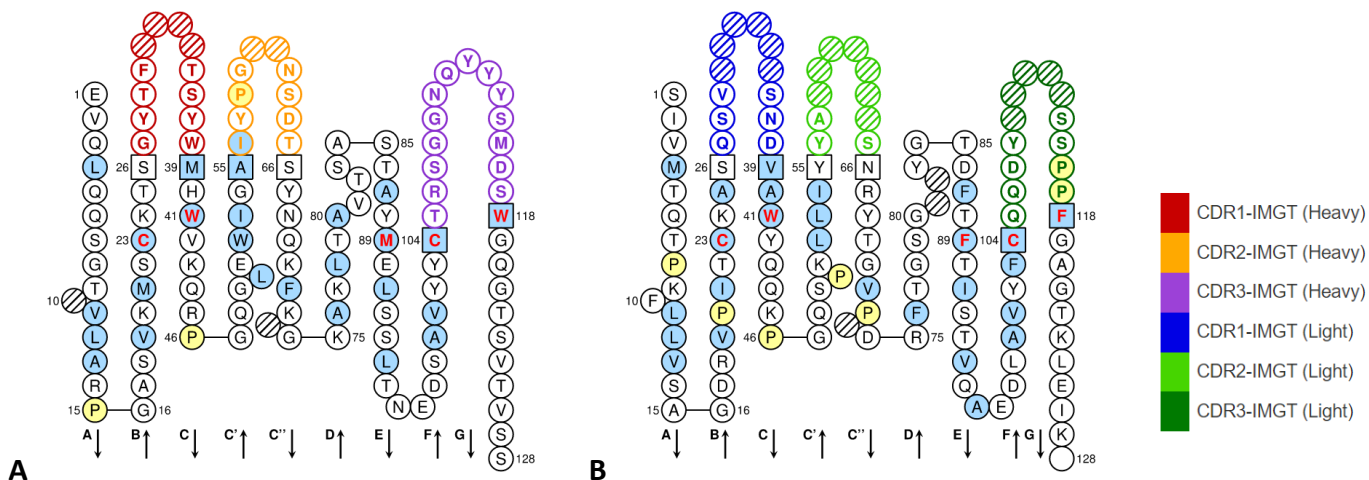 A
1 E V Q L Q Q S G T 10 V L A R P 15
16 G A S V K M S C 23 K T S 26 G Y T F
T S Y W M 39 H W 41 V K Q R P 46
G Q G L E W I G A 55 I Y P G
N S D T S 66 Y N Q K F K G
K 75 A K L T A 80 V T S A
S 85 T A Y M 89 E L S S L T N E
D S A V Y Y C 104 T R S G G N Q Y Y
Y S M D S W 118 G Q G T S V T V S S 128
A B C C' C'' D E F G
B
1 S I V M T Q T P K F 10 L L V S A 15
16 G D R V P I T C 23 K A S 26 Q S V
S N D V 39 A W 41 Y Q Q K P 46
G Q S P K L L I Y 55 Y A
S N 66 R Y T G V P D
R 75 F T G S G 80 Y G
T 85 D F T F 89 T I S T V Q A E
D L A V Y F C 104 Q Q D Y
S S P P F 118 G A G T K L E I K 128
A B C C' C'' D E F G
CDR1-IMGT (Heavy)
CDR2-IMGT (Heavy)
CDR3-IMGT (Heavy)
CDR1-IMGT (Light)
CDR2-IMGT (Light)
CDR3-IMGT (Light)